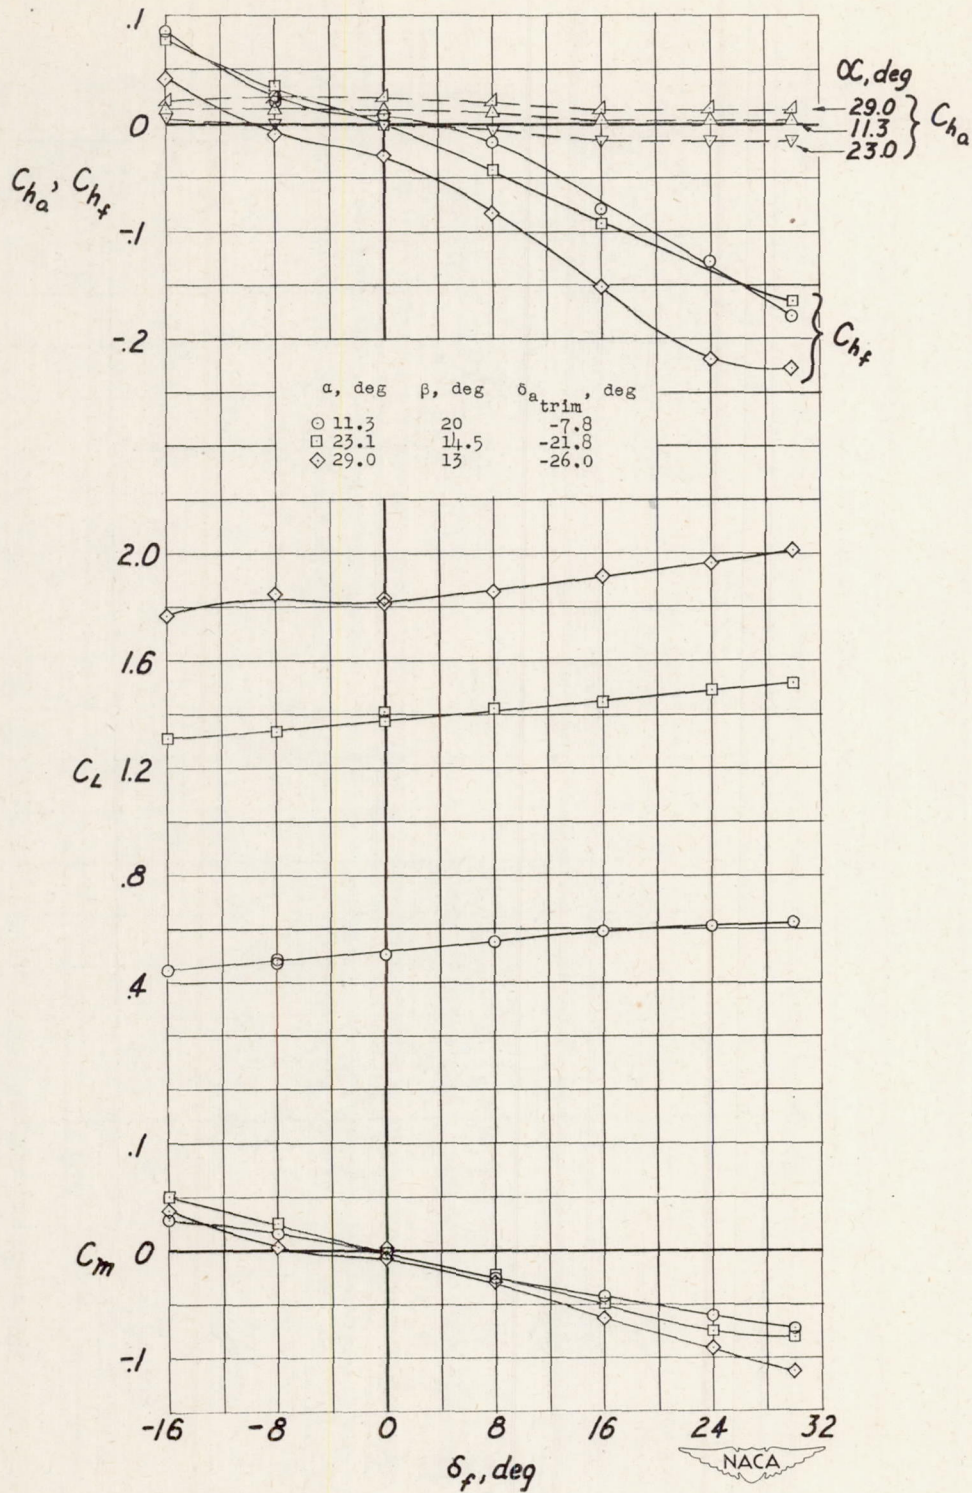 .1
0
-.1
-.2
C_ha, C_hf
α, deg
29.0
11.3
23.0
C_ha
C_hf
α, deg β, deg δ_a trim, deg
⊙ 11.3 20 -7.8
⊡ 23.1 14.5 -21.8
◇ 29.0 13 -26.0
2.0
1.6
C_L 1.2
.8
.4
.1
C_m 0
-.1
-16 -8 0 8 16 24 32
δ_f, deg
NACA